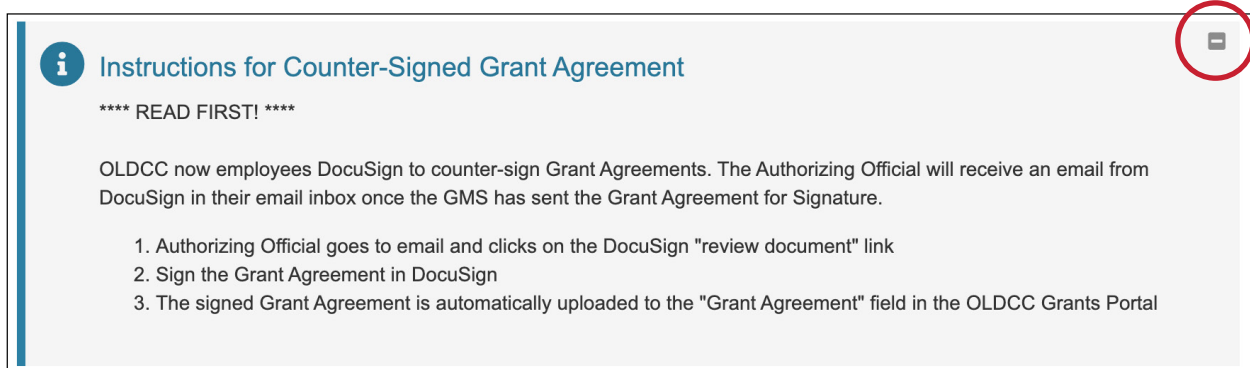 Instructions for Counter-Signed Grant Agreement
**** READ FIRST! ****
OLDCC now employees DocuSign to counter-sign Grant Agreements. The Authorizing Official will receive an email from
DocuSign in their email inbox once the GMS has sent the Grant Agreement for Signature.
1. Authorizing Official goes to email and clicks on the DocuSign "review document" link
2. Sign the Grant Agreement in DocuSign
3. The signed Grant Agreement is automatically uploaded to the "Grant Agreement" field in the OLDCC Grants Portal